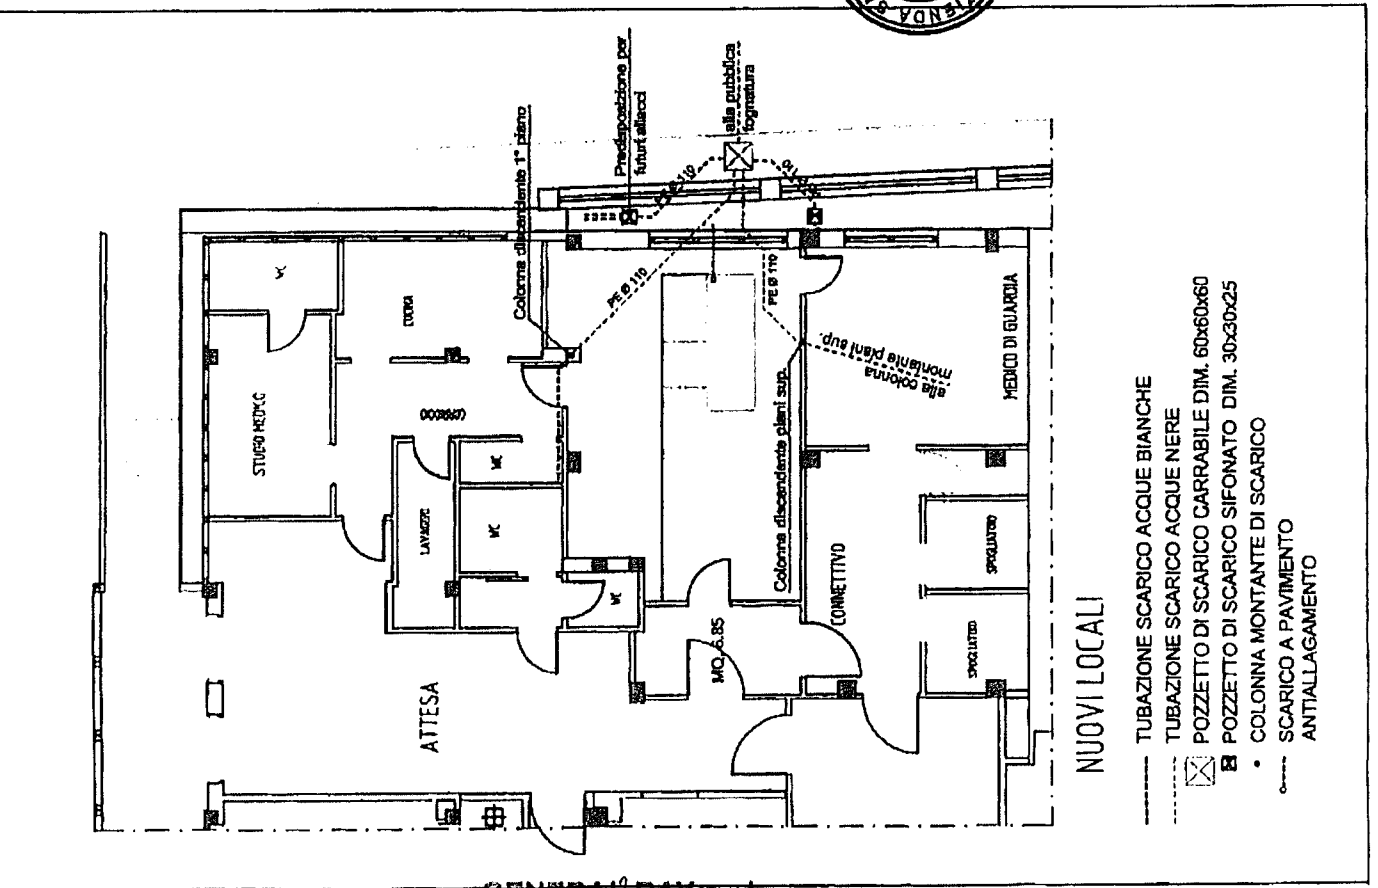 AZIENDA S
Predisposizione per
futuri allacci
alla pubblica
fognatura
Colonna discendente 1° piano
PE Ø 110
PE Ø 110
PE Ø 110
WC
CUCINA
STUDIO MEDICO
CORRIDOIO
LAVAGGIO
WC
WC
WC
Colonna discendente piani sup.
alla colonna
montante piani sup.
MEDICO DI GUARDIA
CONNETTIVO
SPOGLIATOIO
SPOGLIATOIO
ATTESA
MQ. 6.85
NUOVI LOCALI
TUBAZIONE SCARICO ACQUE BIANCHE
TUBAZIONE SCARICO ACQUE NERE
POZZETTO DI SCARICO CARRABILE DIM. 60x60x60
POZZETTO DI SCARICO SIFONATO DIM. 30x30x25
COLONNA MONTANTE DI SCARICO
SCARICO A PAVIMENTO
ANTIALLAGAMENTO